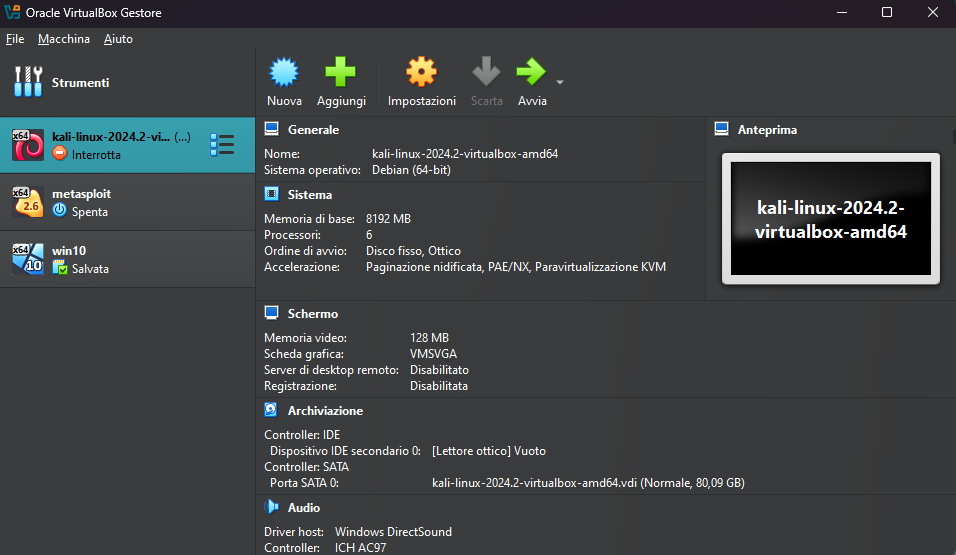 Oracle VirtualBox Gestore
File Macchina Aiuto
Strumenti
Nuova Aggiungi Impostazioni Scarta Avvia
x64 kali-linux-2024.2-vi... (...)
Interrotta
x64 2.6 metasploit
Spenta
x64 10 win10
Salvata
Generale
Nome: kali-linux-2024.2-virtualbox-amd64
Sistema operativo: Debian (64-bit)
Sistema
Memoria di base: 8192 MB
Processori: 6
Ordine di avvio: Disco fisso, Ottico
Accelerazione: Paginazione nidificata, PAE/NX, Paravirtualizzazione KVM
Anteprima
kali-linux-2024.2-
virtualbox-amd64
Schermo
Memoria video: 128 MB
Scheda grafica: VMSVGA
Server di desktop remoto: Disabilitato
Registrazione: Disabilitata
Archiviazione
Controller: IDE
Dispositivo IDE secondario 0: [Lettore ottico] Vuoto
Controller: SATA
Porta SATA 0: kali-linux-2024.2-virtualbox-amd64.vdi (Normale, 80,09 GB)
Audio
Driver host: Windows DirectSound
Controller: ICH AC97